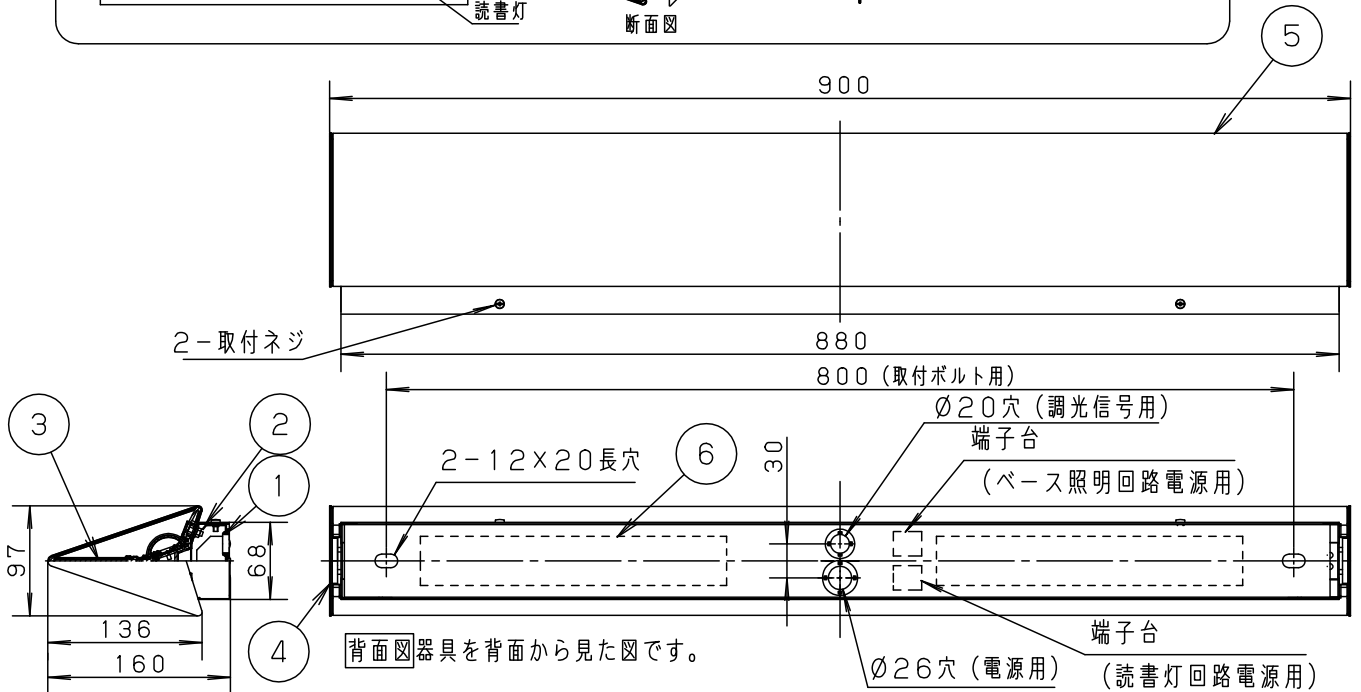 読書灯
断面図
5
900
2-取付ネジ
880
800(取付ボルト用)
Ø20穴(調光信号用)
端子台
(ベース照明回路電源用)
3
2
1
2-12×20長穴
6
30
97
68
136
160
4
背面図器具を背面から見た図です。
Ø26穴(電源用)
端子台
(読書灯回路電源用)